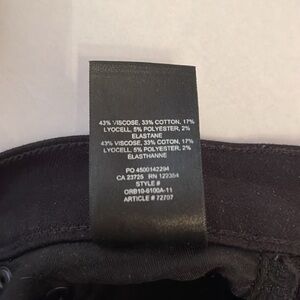 43% VISCOSE, 33% COTTON, 17%
LYOCELL, 5% POLYESTER, 2%
ELASTANE
43% VISCOSE, 33% COTTON, 17%
LYOCELL, 5% POLYESTER, 2%
ELASTHANNE
PO 4500142294
CA 23725 RN 129354
STYLE #
ORB10-6100A-11
ARTICLE # 72707